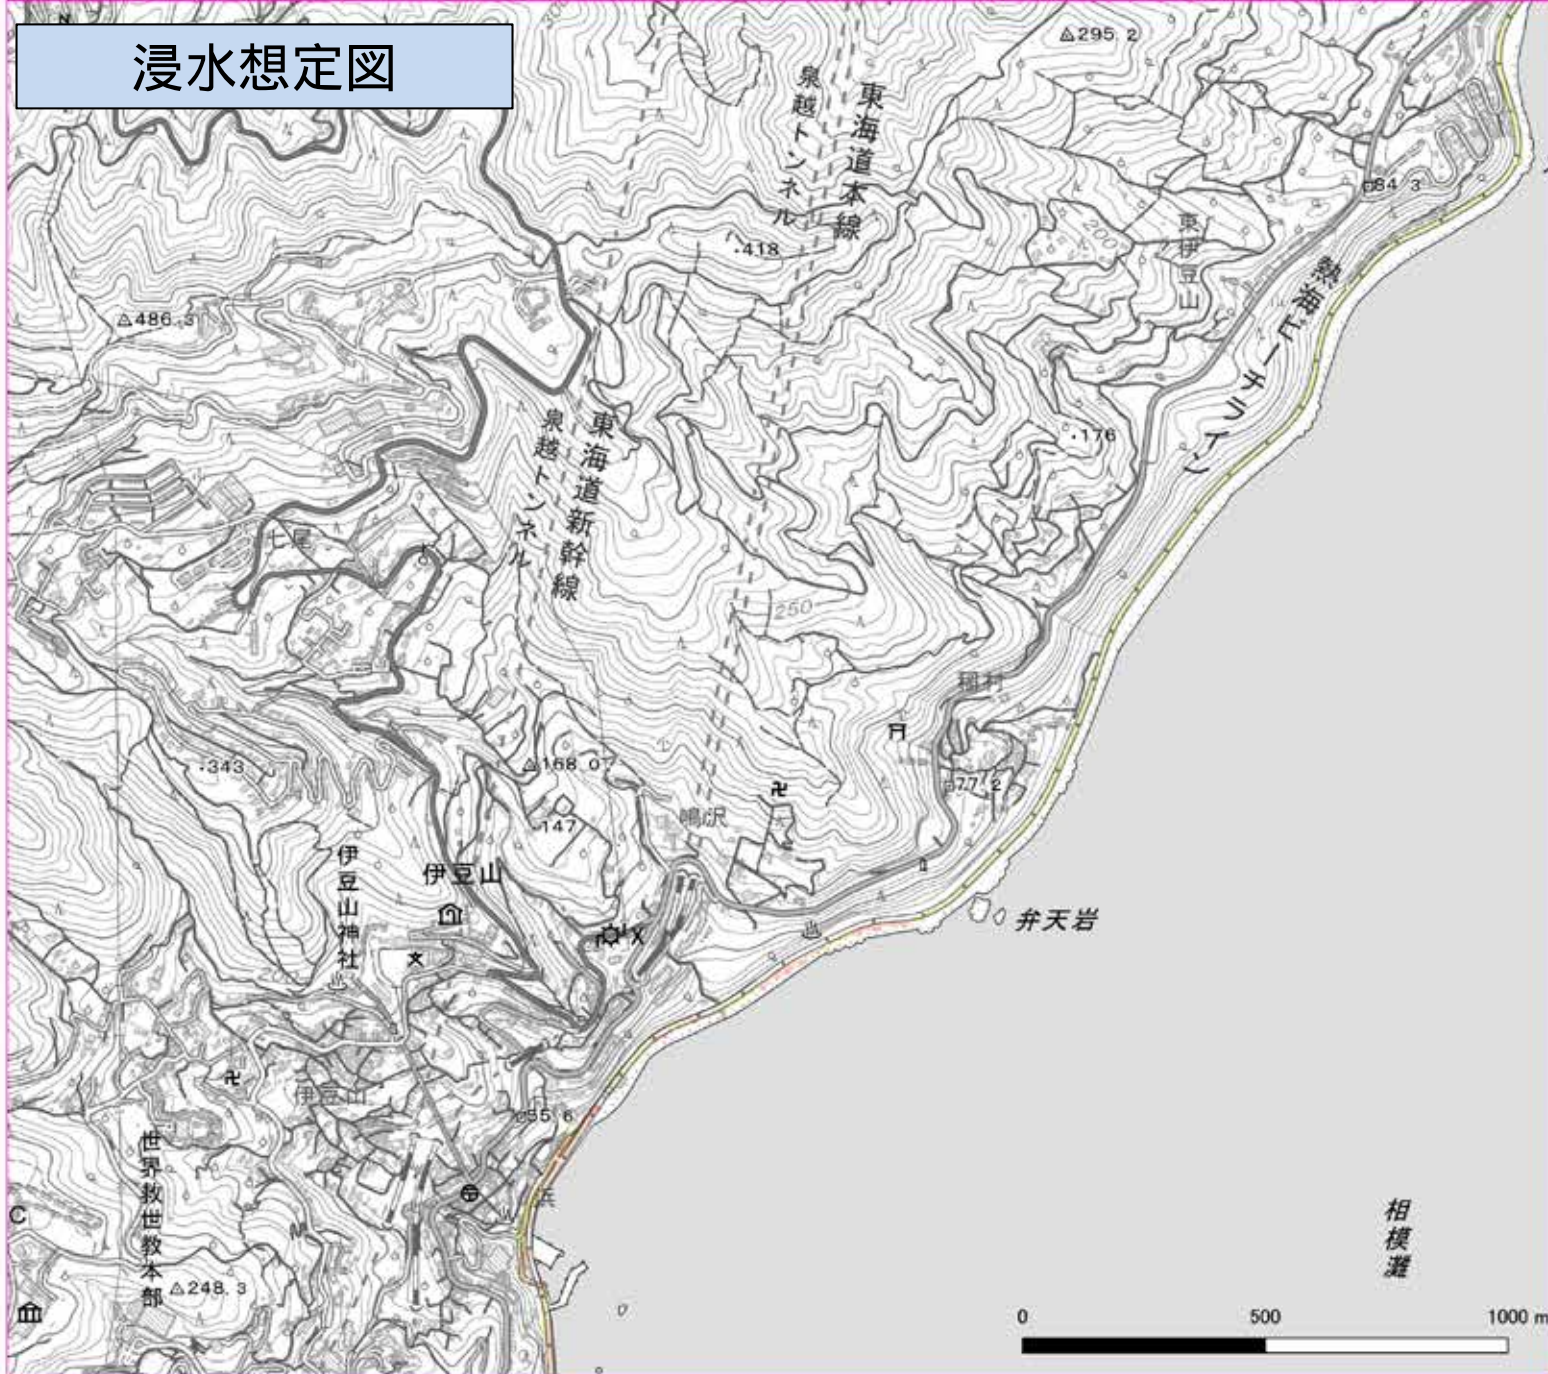 浸水想定図
300
295.2
泉越トンネル
東海道本線
84.3
200
東伊豆山
418
熱海ビーチライン
486.3
176
泉越トンネル
東海道新幹線
七尾
250
稲村
343
168.0
77.2
147
鳴沢
伊豆山神社
伊豆山
弁天岩
伊豆山
55.6
世界救世教本部
浜
C
248.3
相模灘
0 500 1000 m